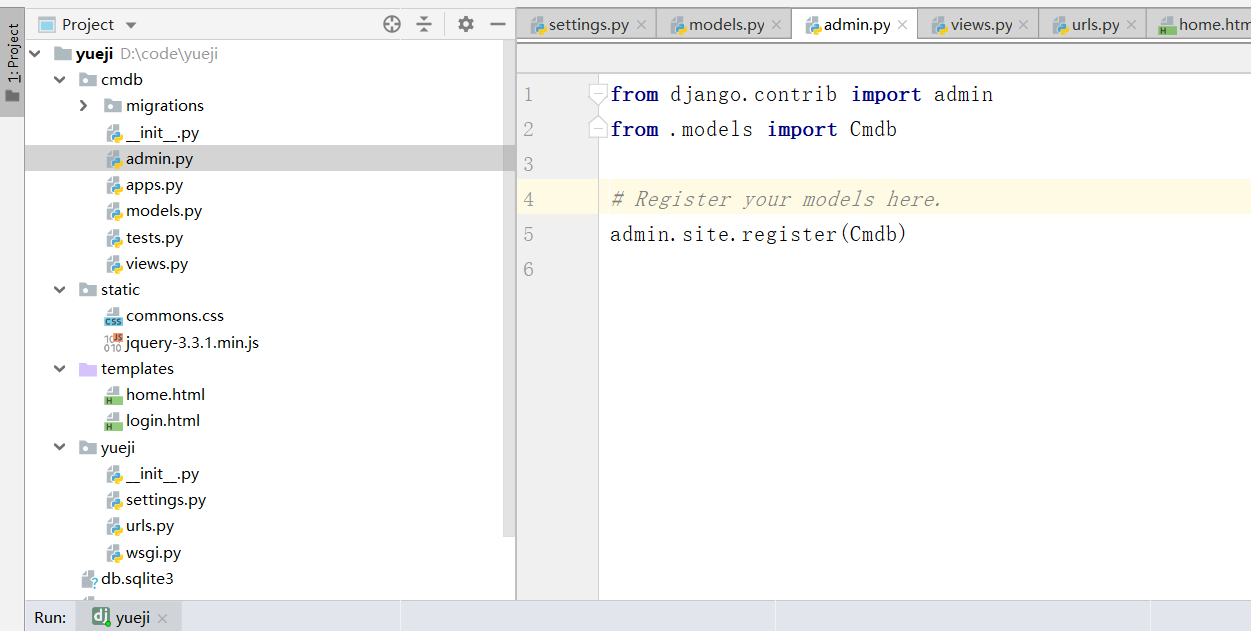 1: Project
Project
settings.py
models.py
admin.py
views.py
urls.py
home.htm
yueji D:\code\yueji
cmdb
migrations
__init__.py
admin.py
apps.py
models.py
tests.py
views.py
static
commons.css
jquery-3.3.1.min.js
templates
home.html
login.html
yueji
__init__.py
settings.py
urls.py
wsgi.py
db.sqlite3
1 from django.contrib import admin
2 from .models import Cmdb
3
4 # Register your models here.
5 admin.site.register(Cmdb)
6
Run: dj yueji